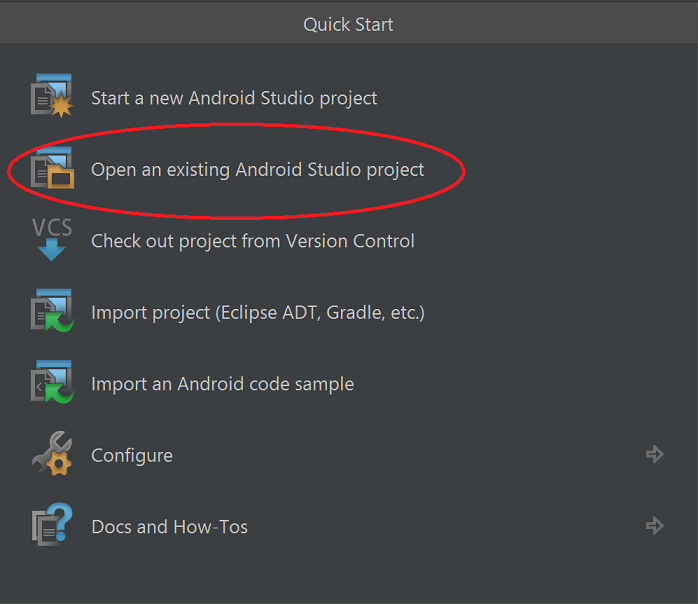 Quick Start
Start a new Android Studio project
Open an existing Android Studio project
VCS
Check out project from Version Control
Import project (Eclipse ADT, Gradle, etc.)
Import an Android code sample
Configure
Docs and How-Tos